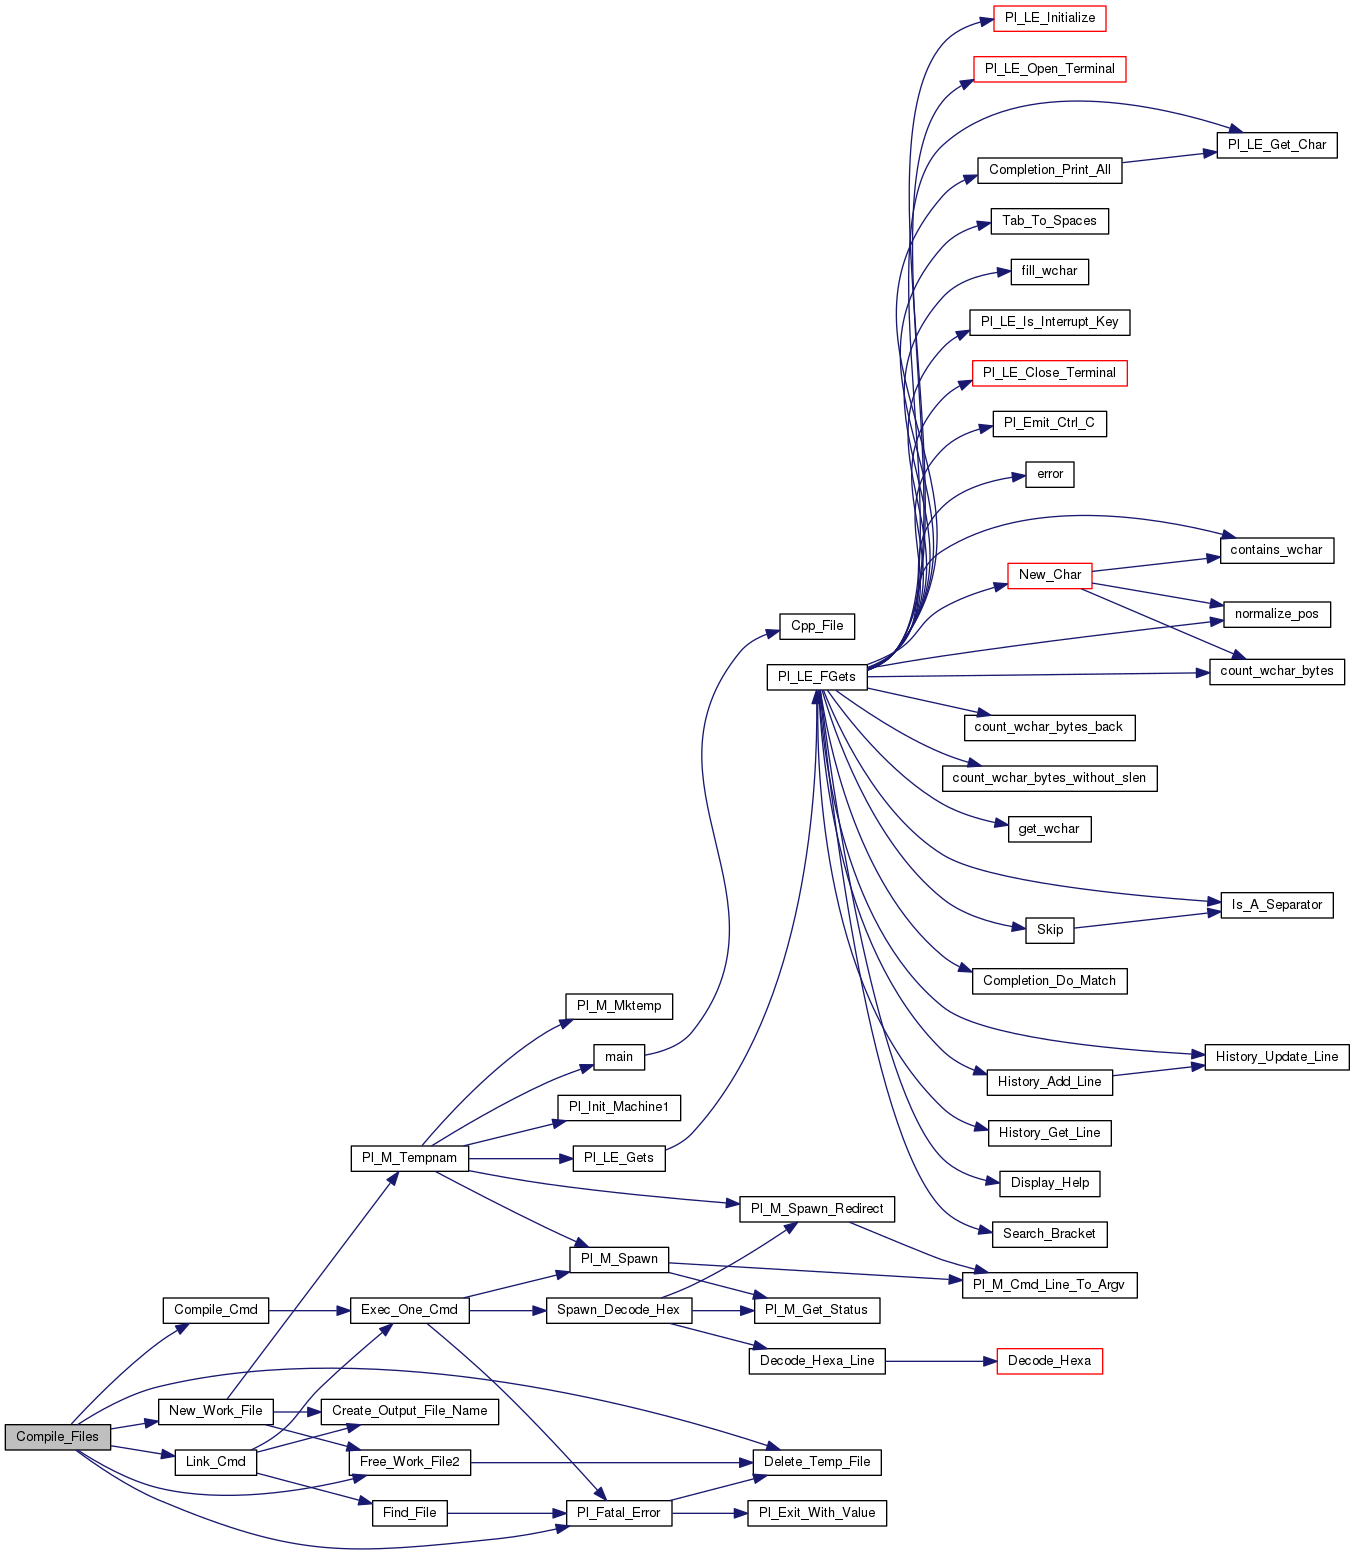 Pl_LE_Initialize
Pl_LE_Open_Terminal
Pl_LE_Get_Char
Completion_Print_All
Tab_To_Spaces
fill_wchar
Pl_LE_Is_Interrupt_Key
Pl_LE_Close_Terminal
Pl_Emit_Ctrl_C
error
contains_wchar
New_Char
normalize_pos
Cpp_File
count_wchar_bytes
Pl_LE_FGets
count_wchar_bytes_back
count_wchar_bytes_without_slen
get_wchar
Is_A_Separator
Skip
Completion_Do_Match
Pl_M_Mktemp
main
History_Update_Line
History_Add_Line
Pl_Init_Machine1
History_Get_Line
Pl_M_Tempnam
Pl_LE_Gets
Display_Help
Pl_M_Spawn_Redirect
Search_Bracket
Pl_M_Spawn
Pl_M_Cmd_Line_To_Argv
Compile_Cmd
Exec_One_Cmd
Spawn_Decode_Hex
Pl_M_Get_Status
Decode_Hexa_Line
Decode_Hexa
New_Work_File
Create_Output_File_Name
Compile_Files
Link_Cmd
Free_Work_File2
Delete_Temp_File
Find_File
Pl_Fatal_Error
Pl_Exit_With_Value